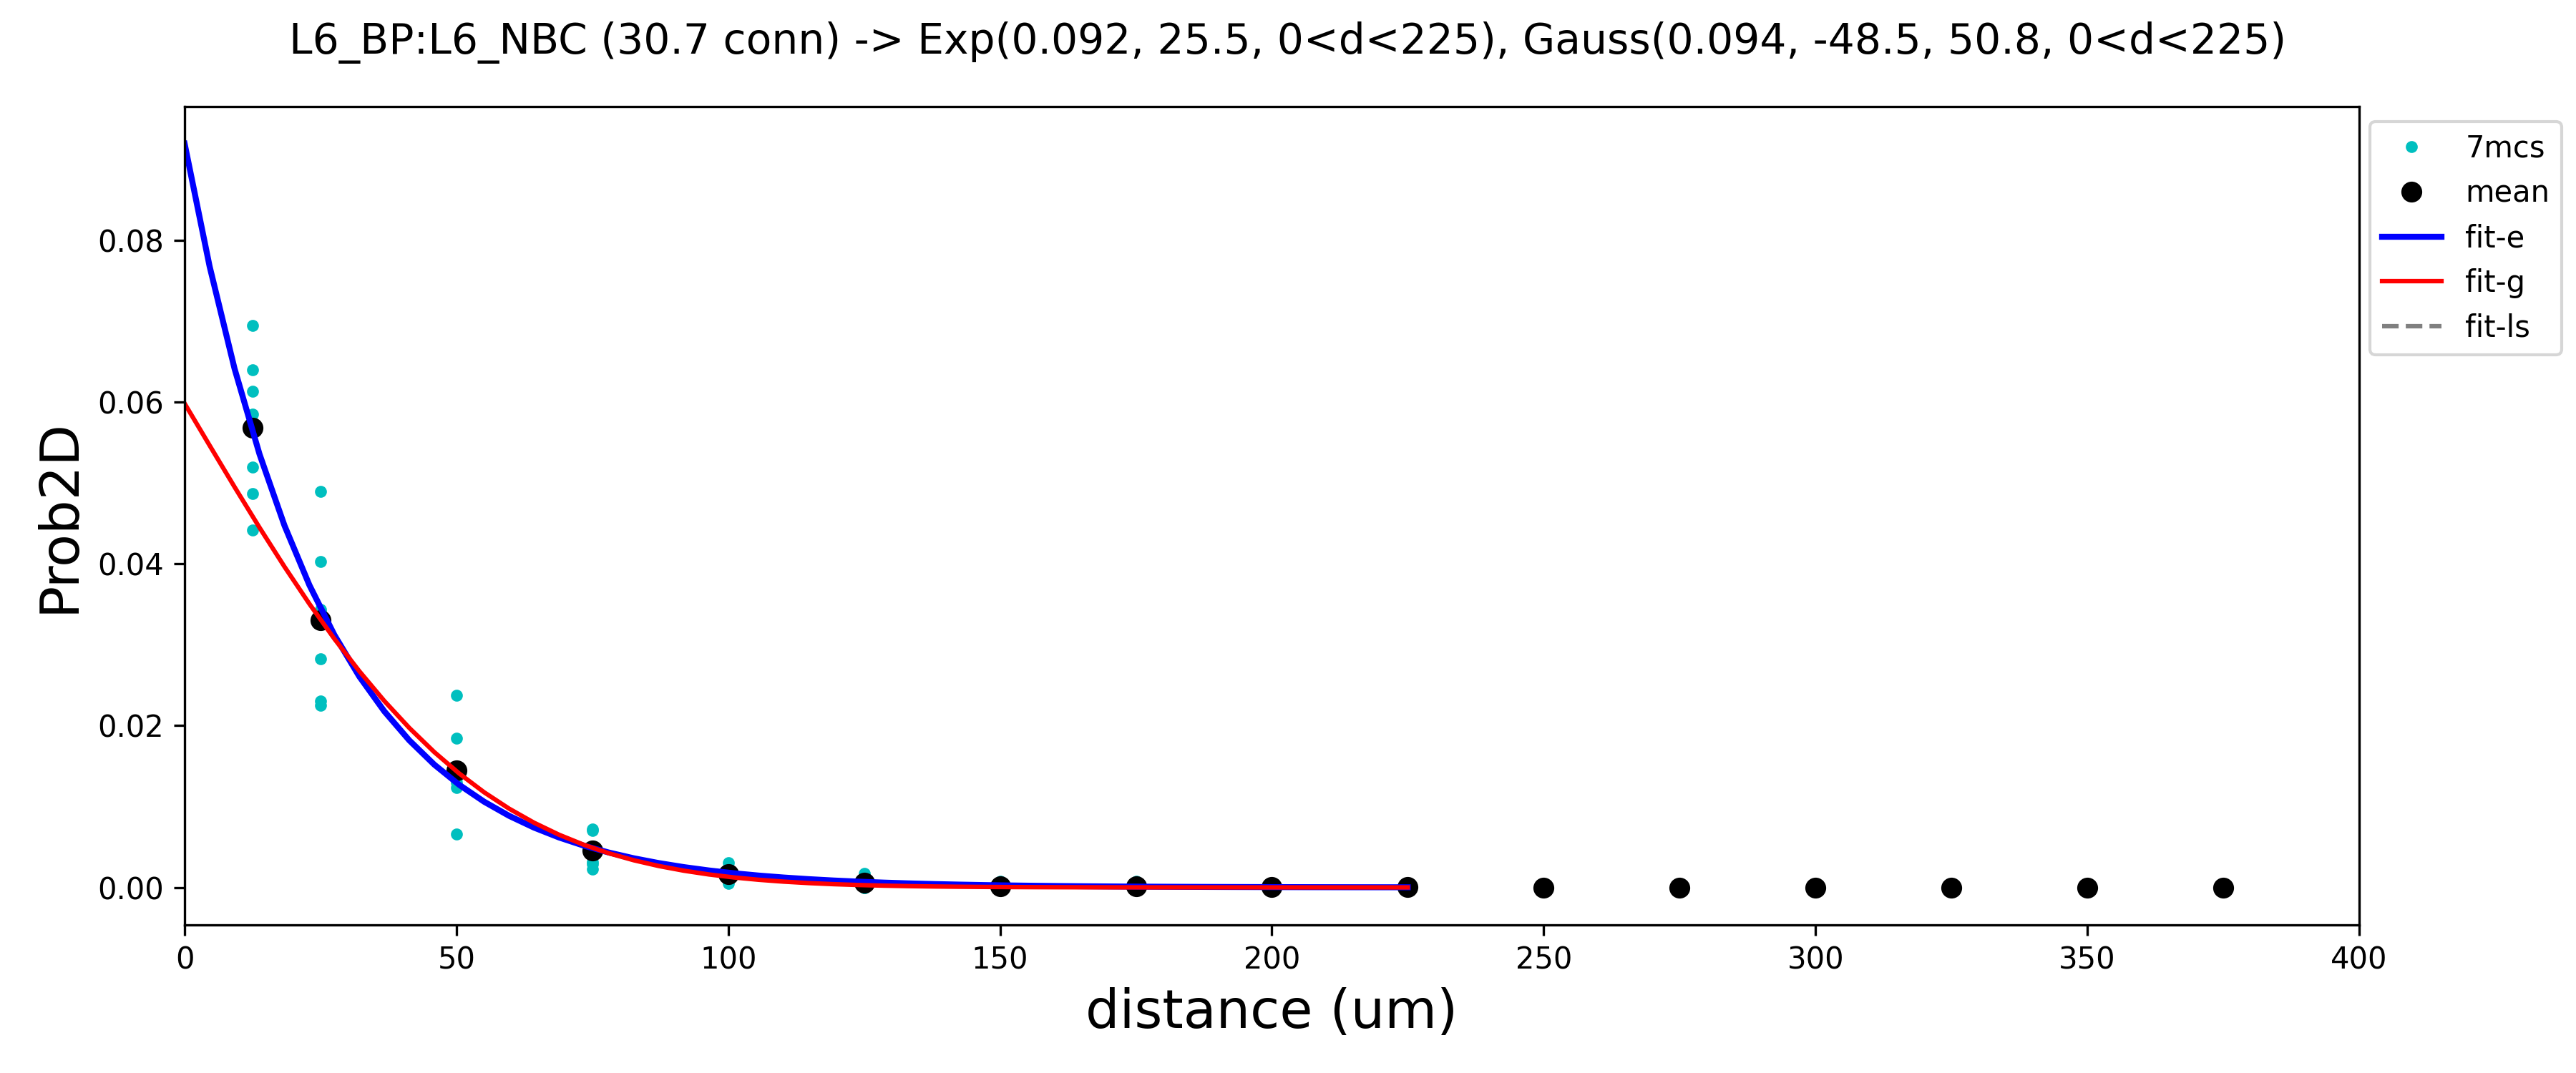 L6_BP:L6_NBC (30.7 conn) -> Exp(0.092, 25.5, 0<d<225), Gauss(0.094, -48.5, 50.8, 0<d<225)
7mcs
mean
fit-e
fit-g
fit-ls
Prob2D
0.08
0.06
0.04
0.02
0.00
0 50 100 150 200 250 300 350 400
distance (um)